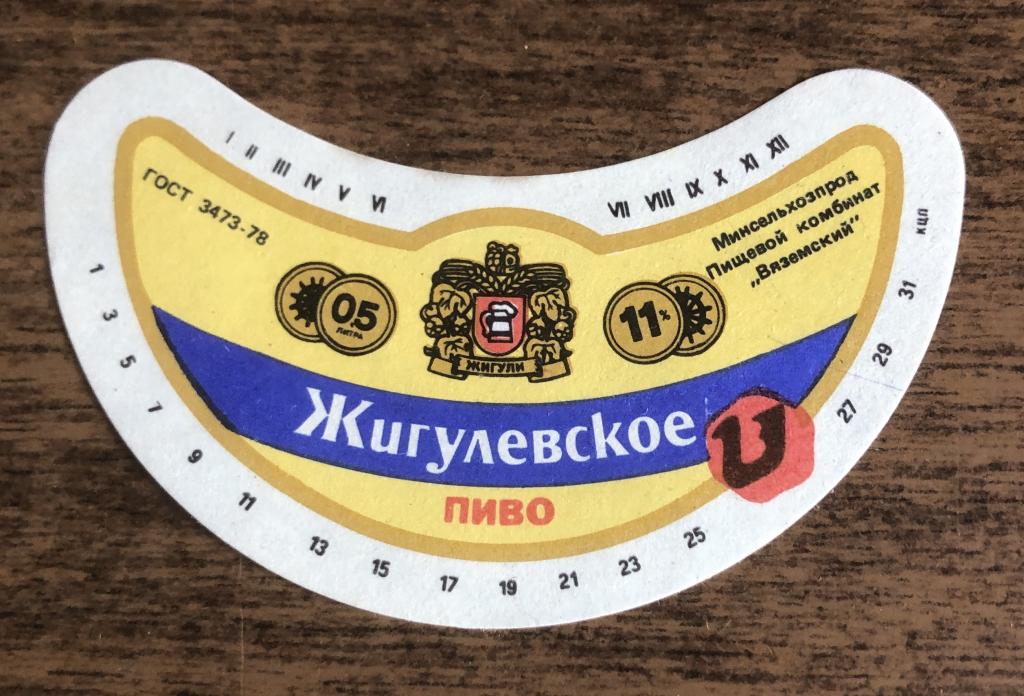 I II III IV V VI VII VIII IX X XI XII
ГОСТ 3473-78
Минсельхозпрод
Пищевой комбинат
„Вяземский"
0,5
ЛИТРА
11%
ЖИГУЛИ
Жигулевское
ПИВО
1 3 5 7 9 11 13 15 17 19 21 23 25 27 29 31
кцп